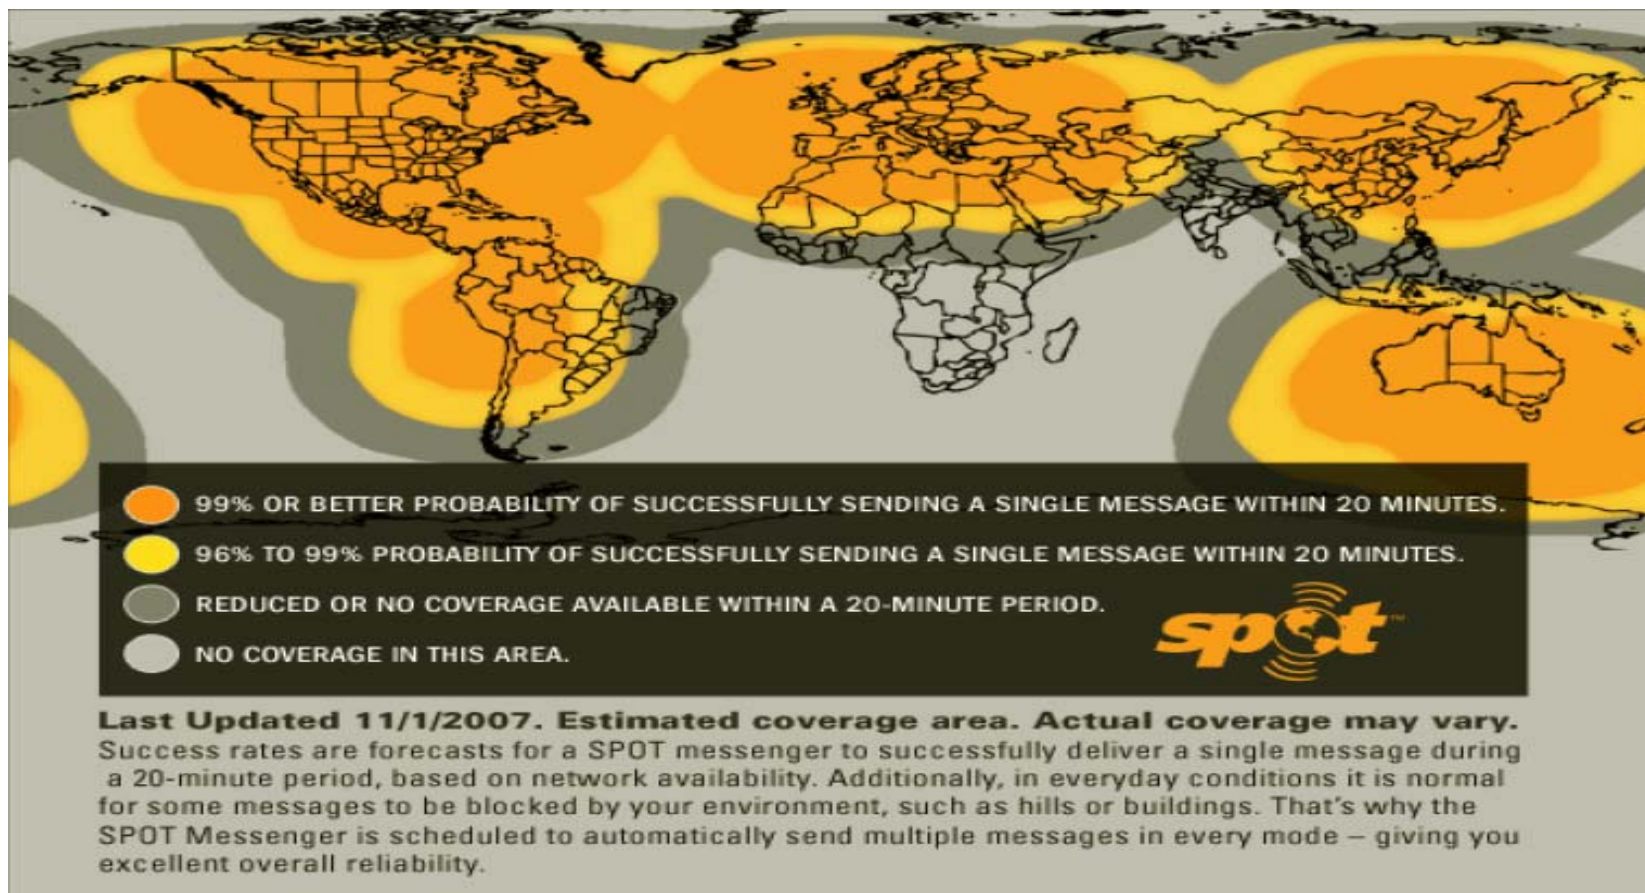 99% OR BETTER PROBABILITY OF SUCCESSFULLY SENDING A SINGLE MESSAGE WITHIN 20 MINUTES.
96% TO 99% PROBABILITY OF SUCCESSFULLY SENDING A SINGLE MESSAGE WITHIN 20 MINUTES.
REDUCED OR NO COVERAGE AVAILABLE WITHIN A 20-MINUTE PERIOD.
spot™
NO COVERAGE IN THIS AREA.
Last Updated 11/1/2007. Estimated coverage area. Actual coverage may vary.
Success rates are forecasts for a SPOT messenger to successfully deliver a single message during
a 20-minute period, based on network availability. Additionally, in everyday conditions it is normal
for some messages to be blocked by your environment, such as hills or buildings. That's why the
SPOT Messenger is scheduled to automatically send multiple messages in every mode – giving you
excellent overall reliability.